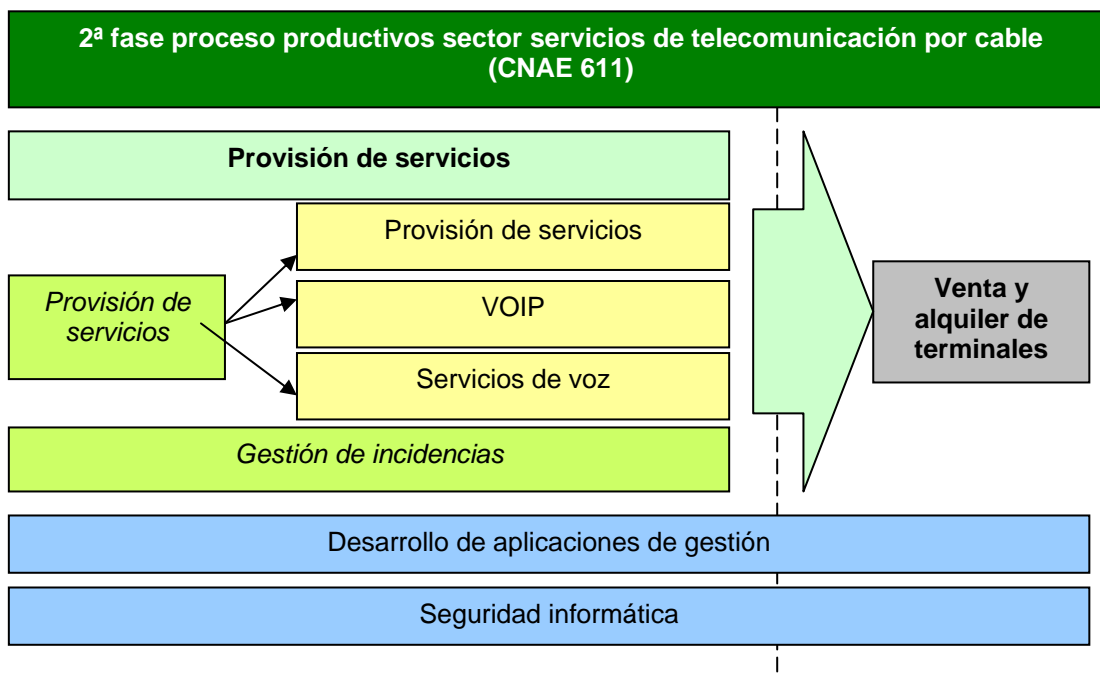 2ª fase proceso productivos sector servicios de telecomunicación por cable
(CNAE 611)
Provisión de servicios
Provisión de servicios
Provisión de
servicios
VOIP
Servicios de voz
Gestión de incidencias
Venta y
alquiler de
terminales
Desarrollo de aplicaciones de gestión
Seguridad informática